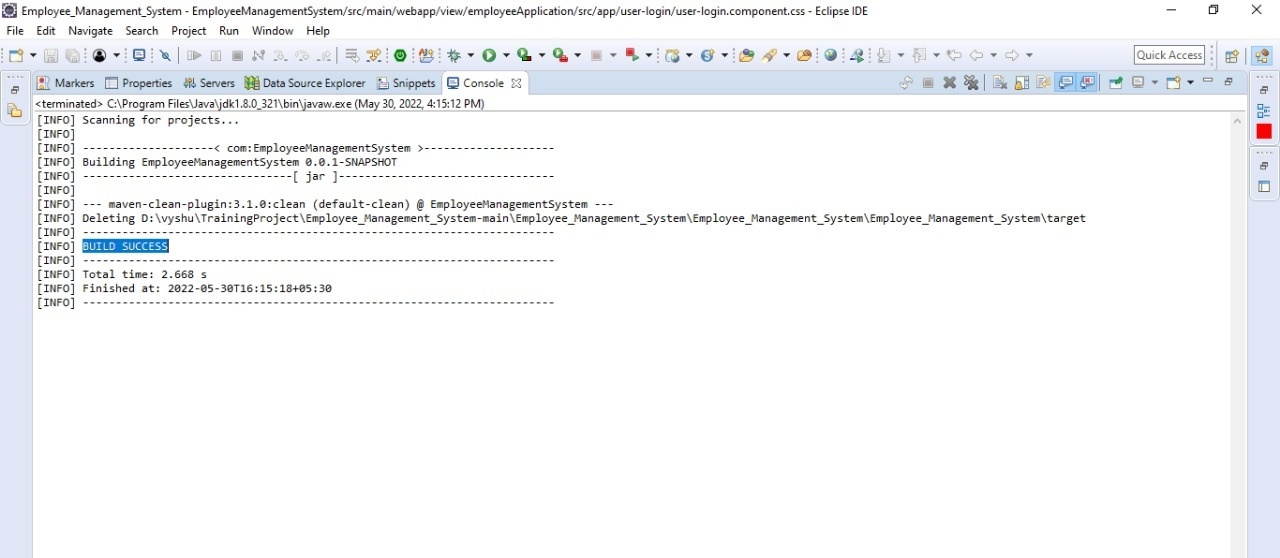 Employee_Management_System - EmployeeManagementSystem/src/main/webapp/view/employeeApplication/src/app/user-login/user-login.component.css - Eclipse IDE
File Edit Navigate Search Project Run Window Help
Quick Access
Markers Properties Servers Data Source Explorer Snippets Console
<terminated> C:\Program Files\Java\jdk1.8.0_321\bin\javaw.exe (May 30, 2022, 4:15:12 PM)
[INFO] Scanning for projects...
[INFO]
[INFO] --------------------< com:EmployeeManagementSystem >--------------------
[INFO] Building EmployeeManagementSystem 0.0.1-SNAPSHOT
[INFO] --------------------------------[ jar ]---------------------------------
[INFO]
[INFO] --- maven-clean-plugin:3.1.0:clean (default-clean) @ EmployeeManagementSystem ---
[INFO] Deleting D:\vyshu\TrainingProject\Employee_Management_System-main\Employee_Management_System\Employee_Management_System\Employee_Management_System\target
[INFO] ------------------------------------------------------------------------
[INFO] BUILD SUCCESS
[INFO] ------------------------------------------------------------------------
[INFO] Total time: 2.668 s
[INFO] Finished at: 2022-05-30T16:15:18+05:30
[INFO] ------------------------------------------------------------------------